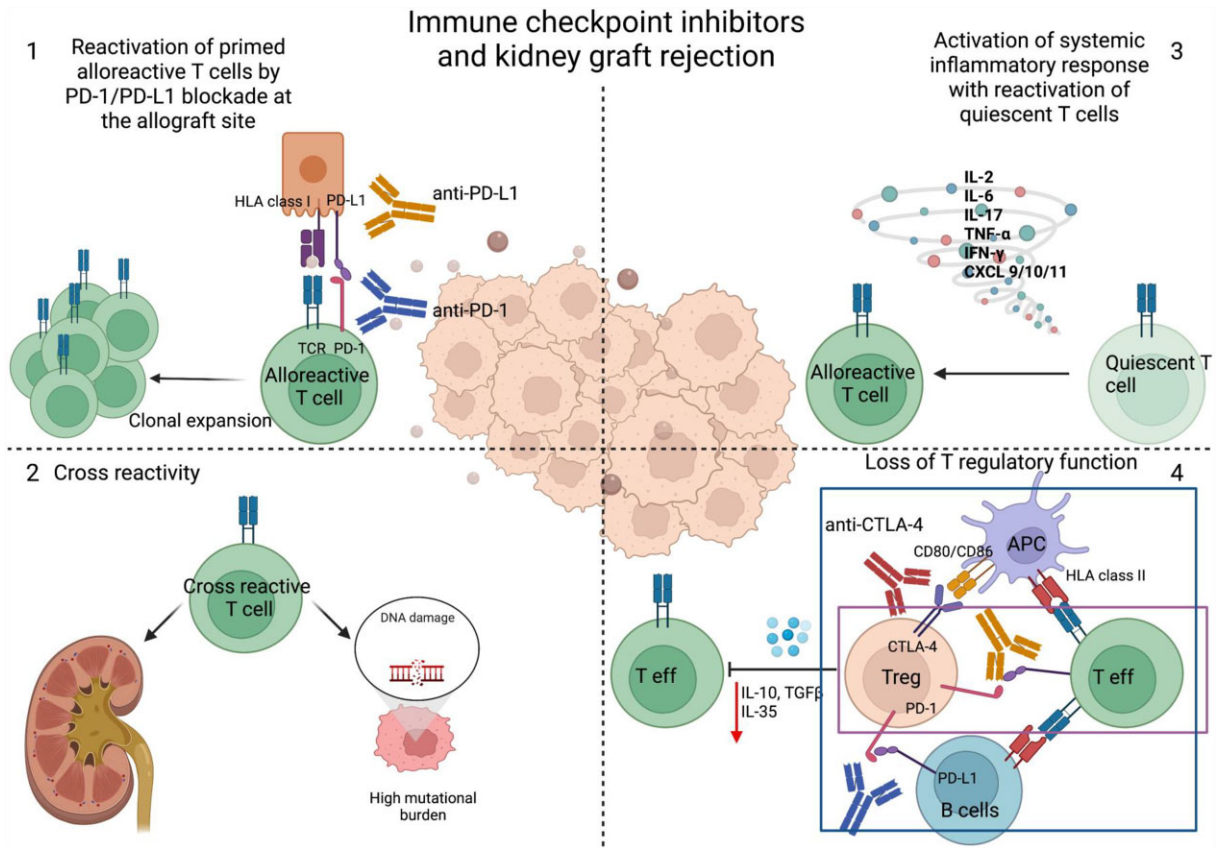 Immune checkpoint inhibitors
and kidney graft rejection
1
Reactivation of primed
alloreactive T cells by
PD-1/PD-L1 blockade at
the allograft site
HLA class I
PD-L1
anti-PD-L1
anti-PD-1
TCR
PD-1
Alloreactive
T cell
Clonal expansion
2
Cross reactivity
Cross reactive
T cell
DNA damage
High mutational
burden
3
Activation of systemic
inflammatory response
with reactivation of
quiescent T cells
IL-2
IL-6
IL-17
TNF-α
IFN-γ
CXCL 9/10/11
Alloreactive
T cell
Quiescent T
cell
Loss of T regulatory function
4
anti-CTLA-4
CD80/CD86
APC
HLA class II
CTLA-4
Treg
PD-1
T eff
T eff
IL-10, TGFβ
IL-35
PD-L1
B cells